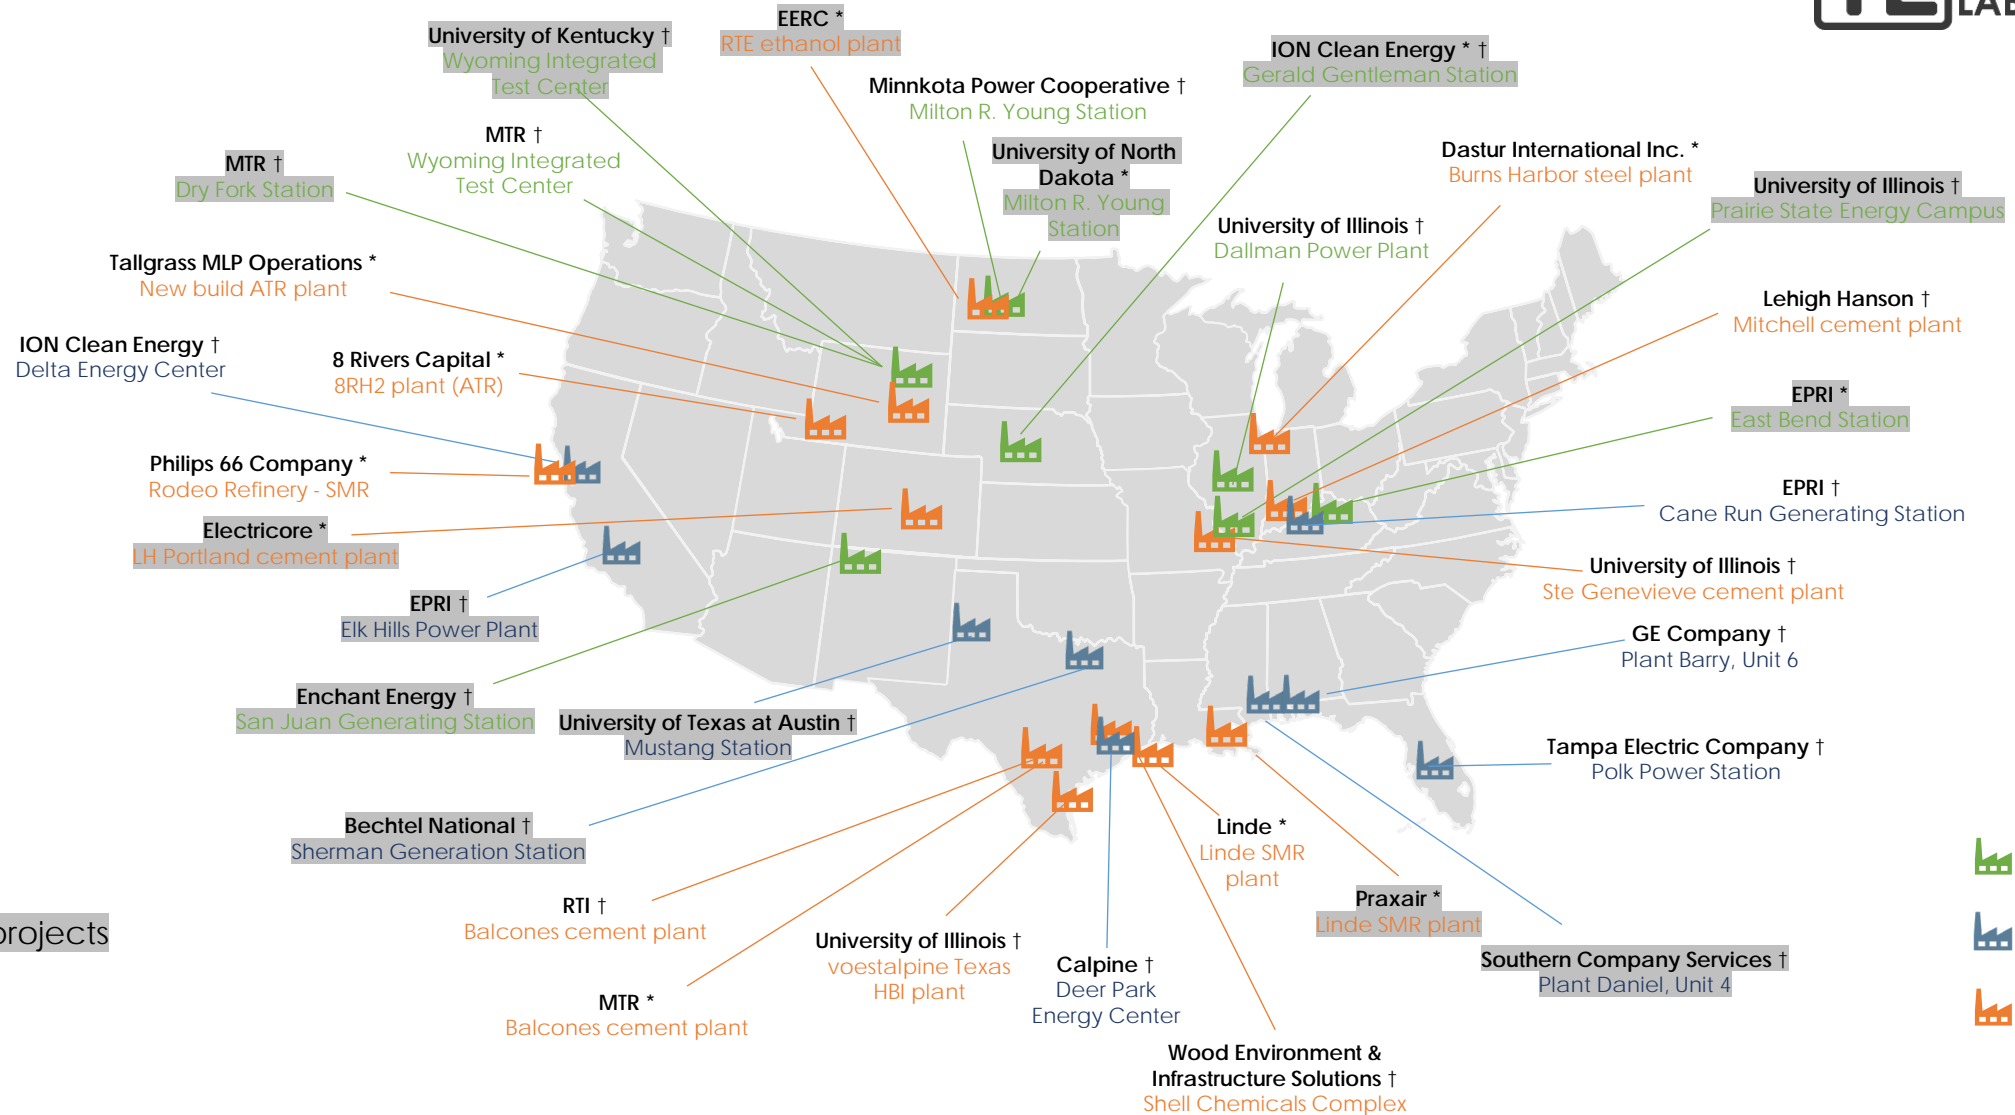 LAB
EERC *
RTE ethanol plant
University of Kentucky †
Wyoming Integrated
Test Center
ION Clean Energy * †
Gerald Gentleman Station
Minnkota Power Cooperative †
Milton R. Young Station
MTR †
Wyoming Integrated
Test Center
University of North
Dakota *
Milton R. Young
Station
Dastur International Inc. *
Burns Harbor steel plant
MTR †
Dry Fork Station
University of Illinois †
Prairie State Energy Campus
University of Illinois †
Dallman Power Plant
Tallgrass MLP Operations *
New build ATR plant
Lehigh Hanson †
Mitchell cement plant
ION Clean Energy †
Delta Energy Center
8 Rivers Capital *
8RH2 plant (ATR)
EPRI *
East Bend Station
Philips 66 Company *
Rodeo Refinery - SMR
EPRI †
Cane Run Generating Station
Electricore *
LH Portland cement plant
University of Illinois †
Ste Genevieve cement plant
EPRI †
Elk Hills Power Plant
GE Company †
Plant Barry, Unit 6
Enchant Energy †
San Juan Generating Station
University of Texas at Austin †
Mustang Station
Tampa Electric Company †
Polk Power Station
Bechtel National †
Sherman Generation Station
Linde *
Linde SMR
plant
Praxair *
Linde SMR plant
RTI †
Balcones cement plant
projects
University of Illinois †
voestalpine Texas
HBI plant
Calpine †
Deer Park
Energy Center
Southern Company Services †
Plant Daniel, Unit 4
MTR *
Balcones cement plant
Wood Environment &
Infrastructure Solutions †
Shell Chemicals Complex